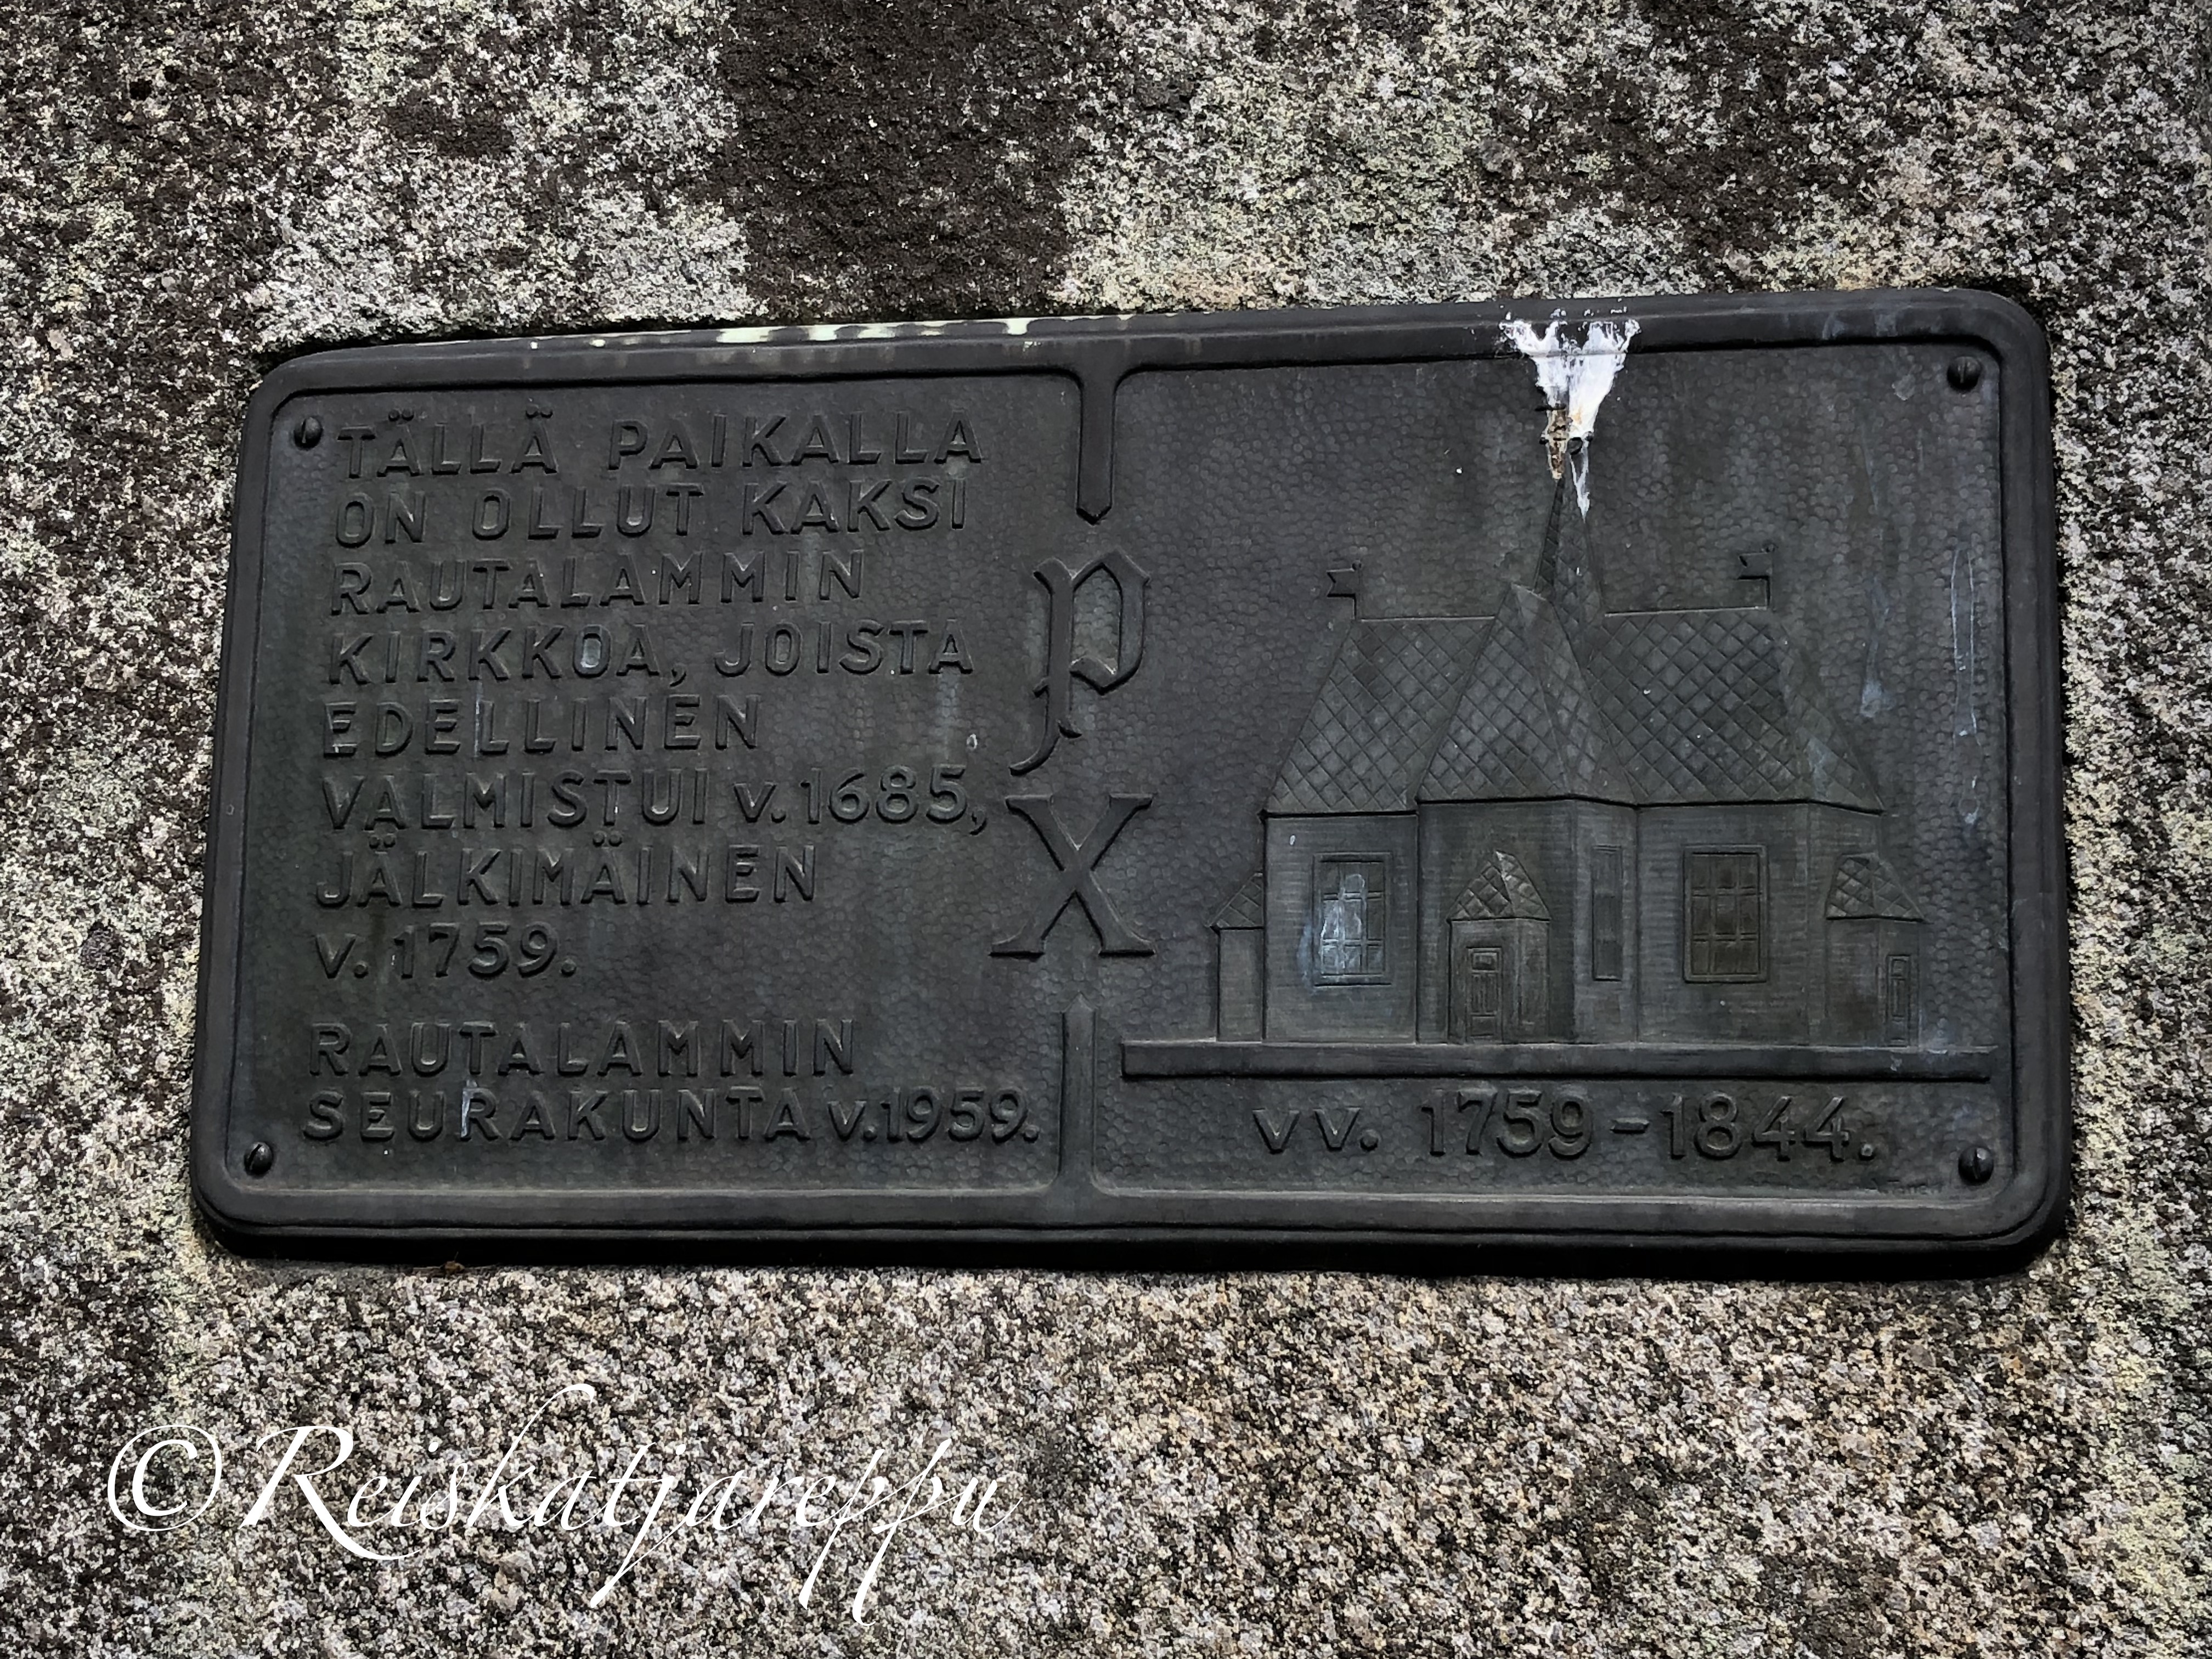 TÄLLÄ PAIKALLA
ON OLLUT KAKSI
RAUTALAMMIN
KIRKKOA, JOISTA
EDELLINEN
VALMISTUI v. 1685,
JÄLKIMÄINEN
v. 1759.
RAUTALAMMIN
SEURAKUNTA v. 1959.
P
X
vv. 1759 - 1844.
© Reiskatjareppu